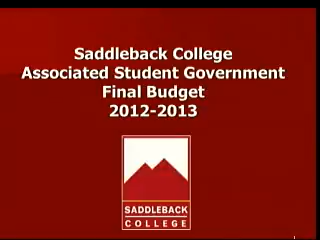 Saddleback College
Associated Student Government
Final Budget
2012-2013
SADDLEBACK
COLLEGE